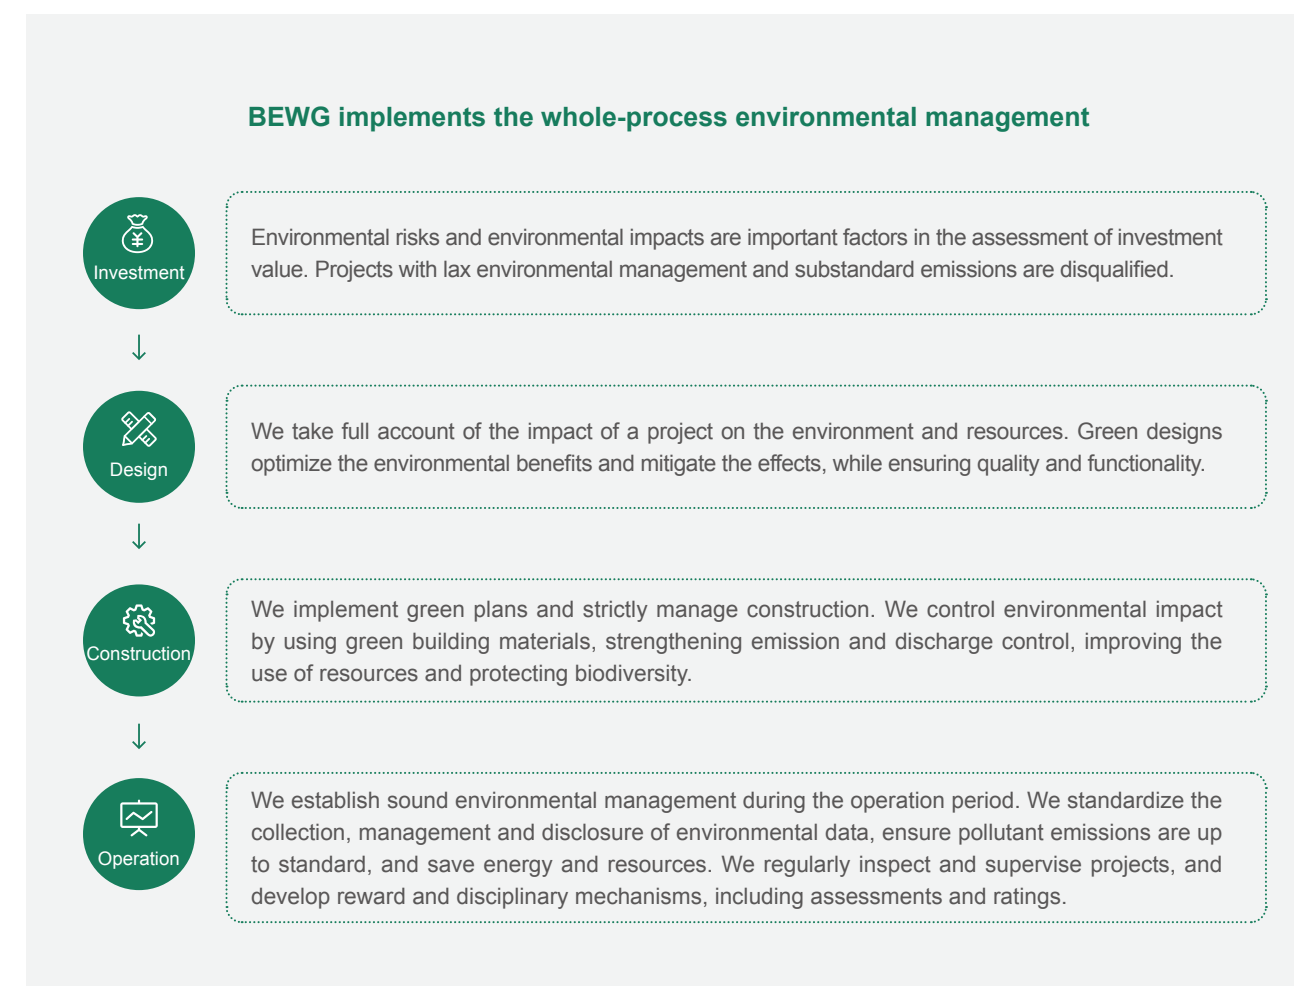 BEWG implements the whole-process environmental management
Investment
Environmental risks and environmental impacts are important factors in the assessment of investment
value. Projects with lax environmental management and substandard emissions are disqualified.
Design
We take full account of the impact of a project on the environment and resources. Green designs
optimize the environmental benefits and mitigate the effects, while ensuring quality and functionality.
Construction
We implement green plans and strictly manage construction. We control environmental impact
by using green building materials, strengthening emission and discharge control, improving the
use of resources and protecting biodiversity.
Operation
We establish sound environmental management during the operation period. We standardize the
collection, management and disclosure of environmental data, ensure pollutant emissions are up
to standard, and save energy and resources. We regularly inspect and supervise projects, and
develop reward and disciplinary mechanisms, including assessments and ratings.